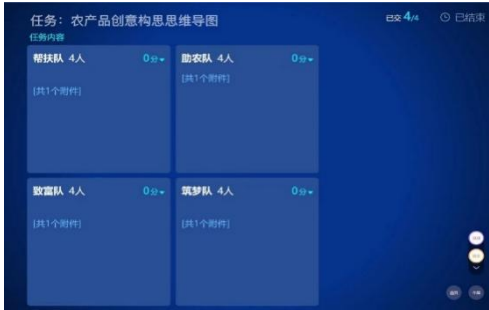 任务：农产品创意构思思维导图
已交 4/4
已结束
任务内容
帮扶队 4人 0分
[共1个附件]
助农队 4人 0分
[共1个附件]
致富队 4人 0分
[共1个附件]
筑梦队 4人 0分
[共1个附件]